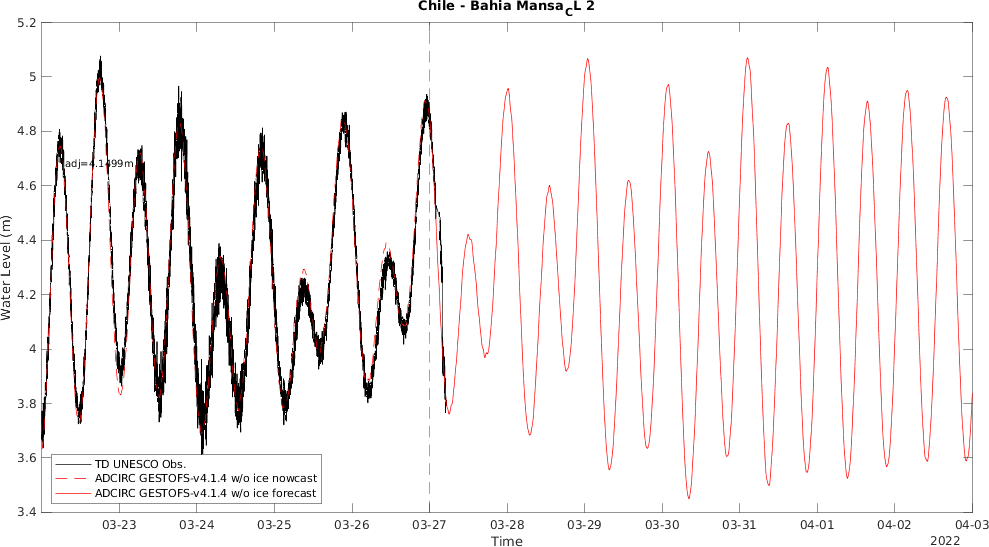 Chile - Bahia Mansa_CL 2
5.2
5
4.8
4.6
4.4
4.2
4
3.8
3.6
3.4
Water Level (m)
adj=4.1499m
TD UNESCO Obs.
ADCIRC GESTOFS-v4.1.4 w/o ice nowcast
ADCIRC GESTOFS-v4.1.4 w/o ice forecast
03-23 03-24 03-25 03-26 03-27 03-28 03-29 03-30 03-31 04-01 04-02 04-03
Time
2022